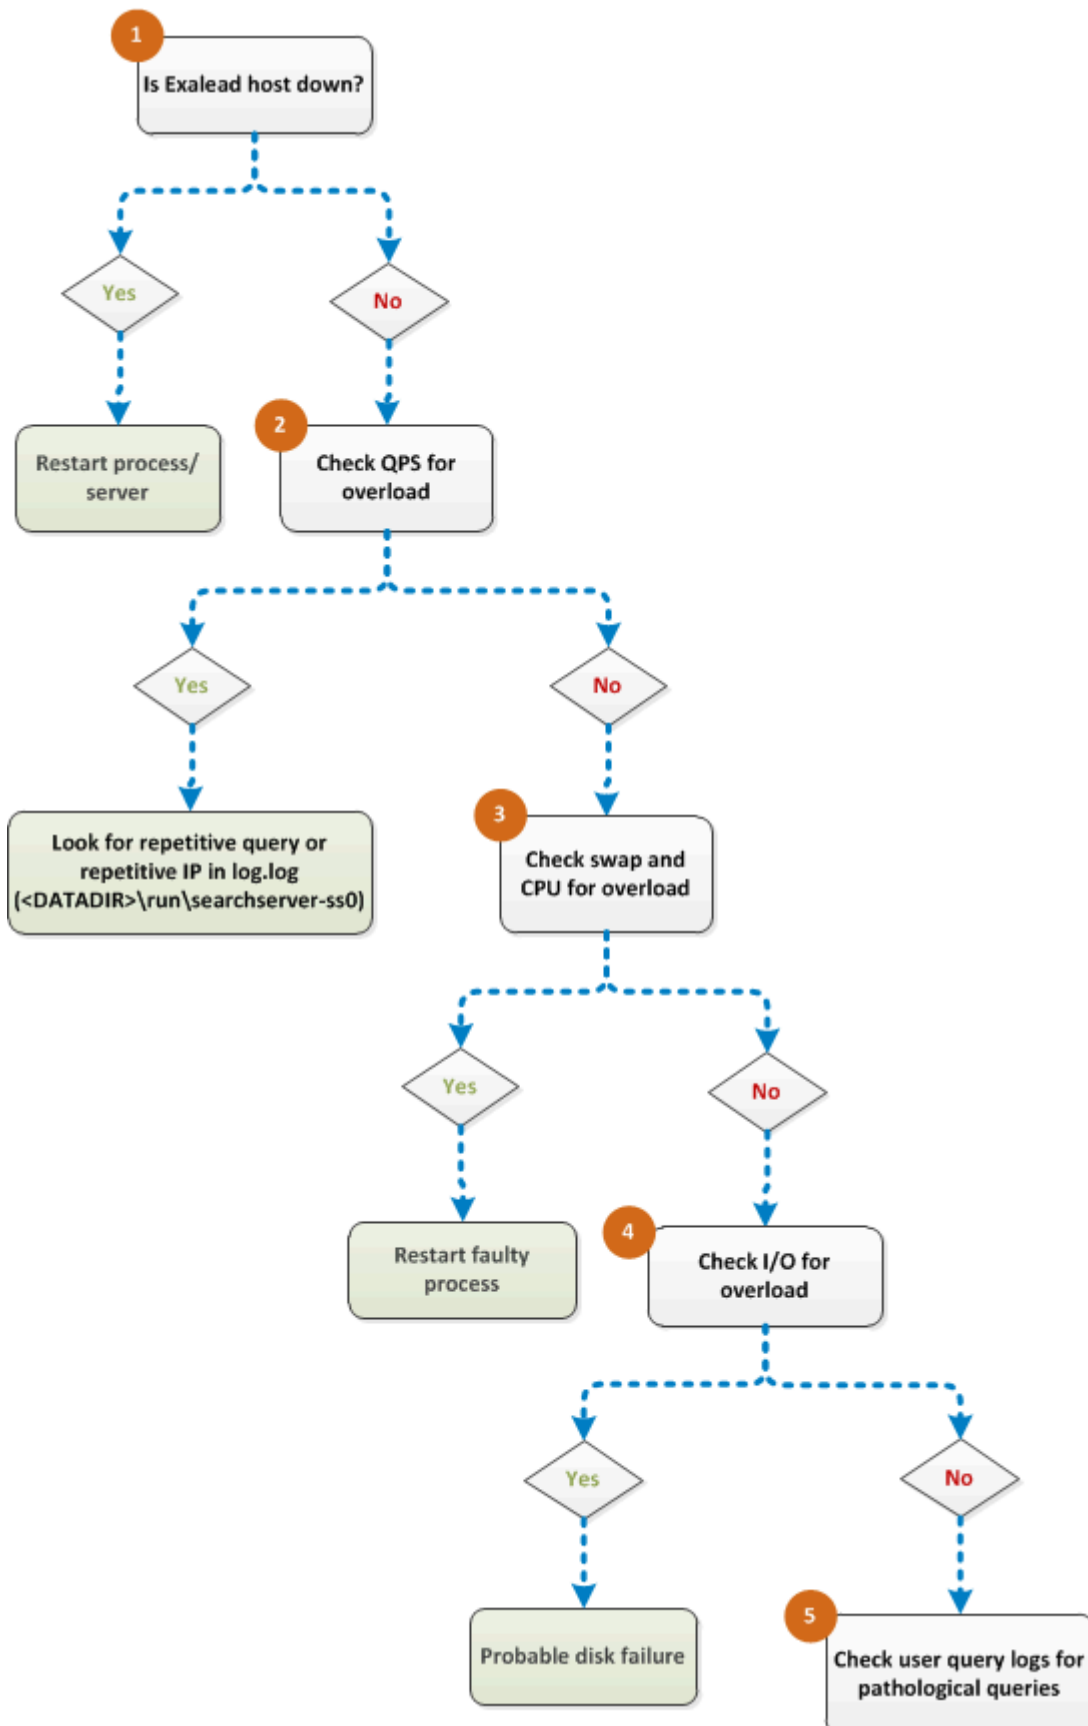 1
Is Exalead host down?
Yes
No
Restart process/
server
2
Check QPS for
overload
Yes
No
Look for repetitive query or
repetitive IP in log.log
(<DATADIR>\run\searchserver-ss0)
3
Check swap and
CPU for overload
Yes
No
Restart faulty
process
4
Check I/O for
overload
Yes
No
Probable disk failure
5
Check user query logs for
pathological queries